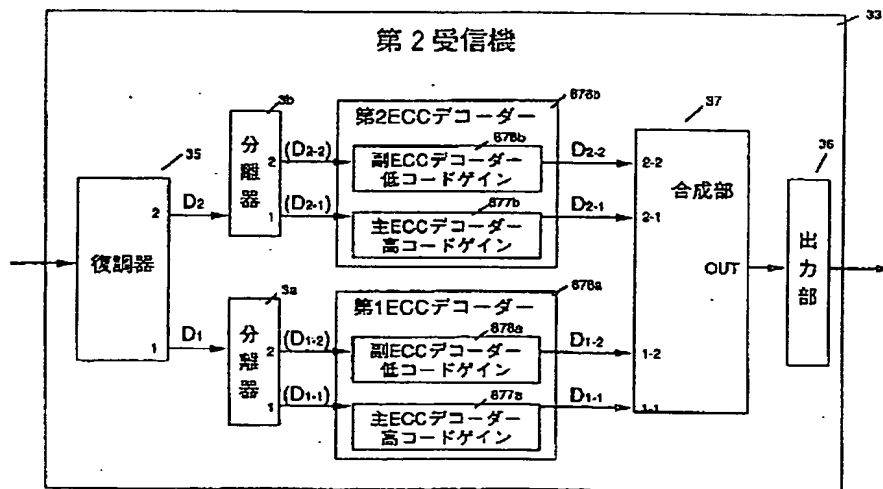 33
第2受信機
37
36
876b
第2ECCデコーダー
3b
分離器
2
1
35
(D2-2)
878b
副ECCデコーダー
低コードゲイン
D2-2
2-2
合成部
D2
(D2-1)
877b
主ECCデコーダー
高コードゲイン
D2-1
2-1
2
復調器
1
OUT
出力部
3a
分離器
2
1
876a
第1ECCデコーダー
D1
(D1-2)
878a
副ECCデコーダー
低コードゲイン
D1-2
1-2
(D1-1)
877a
主ECCデコーダー
高コードゲイン
D1-1
1-1